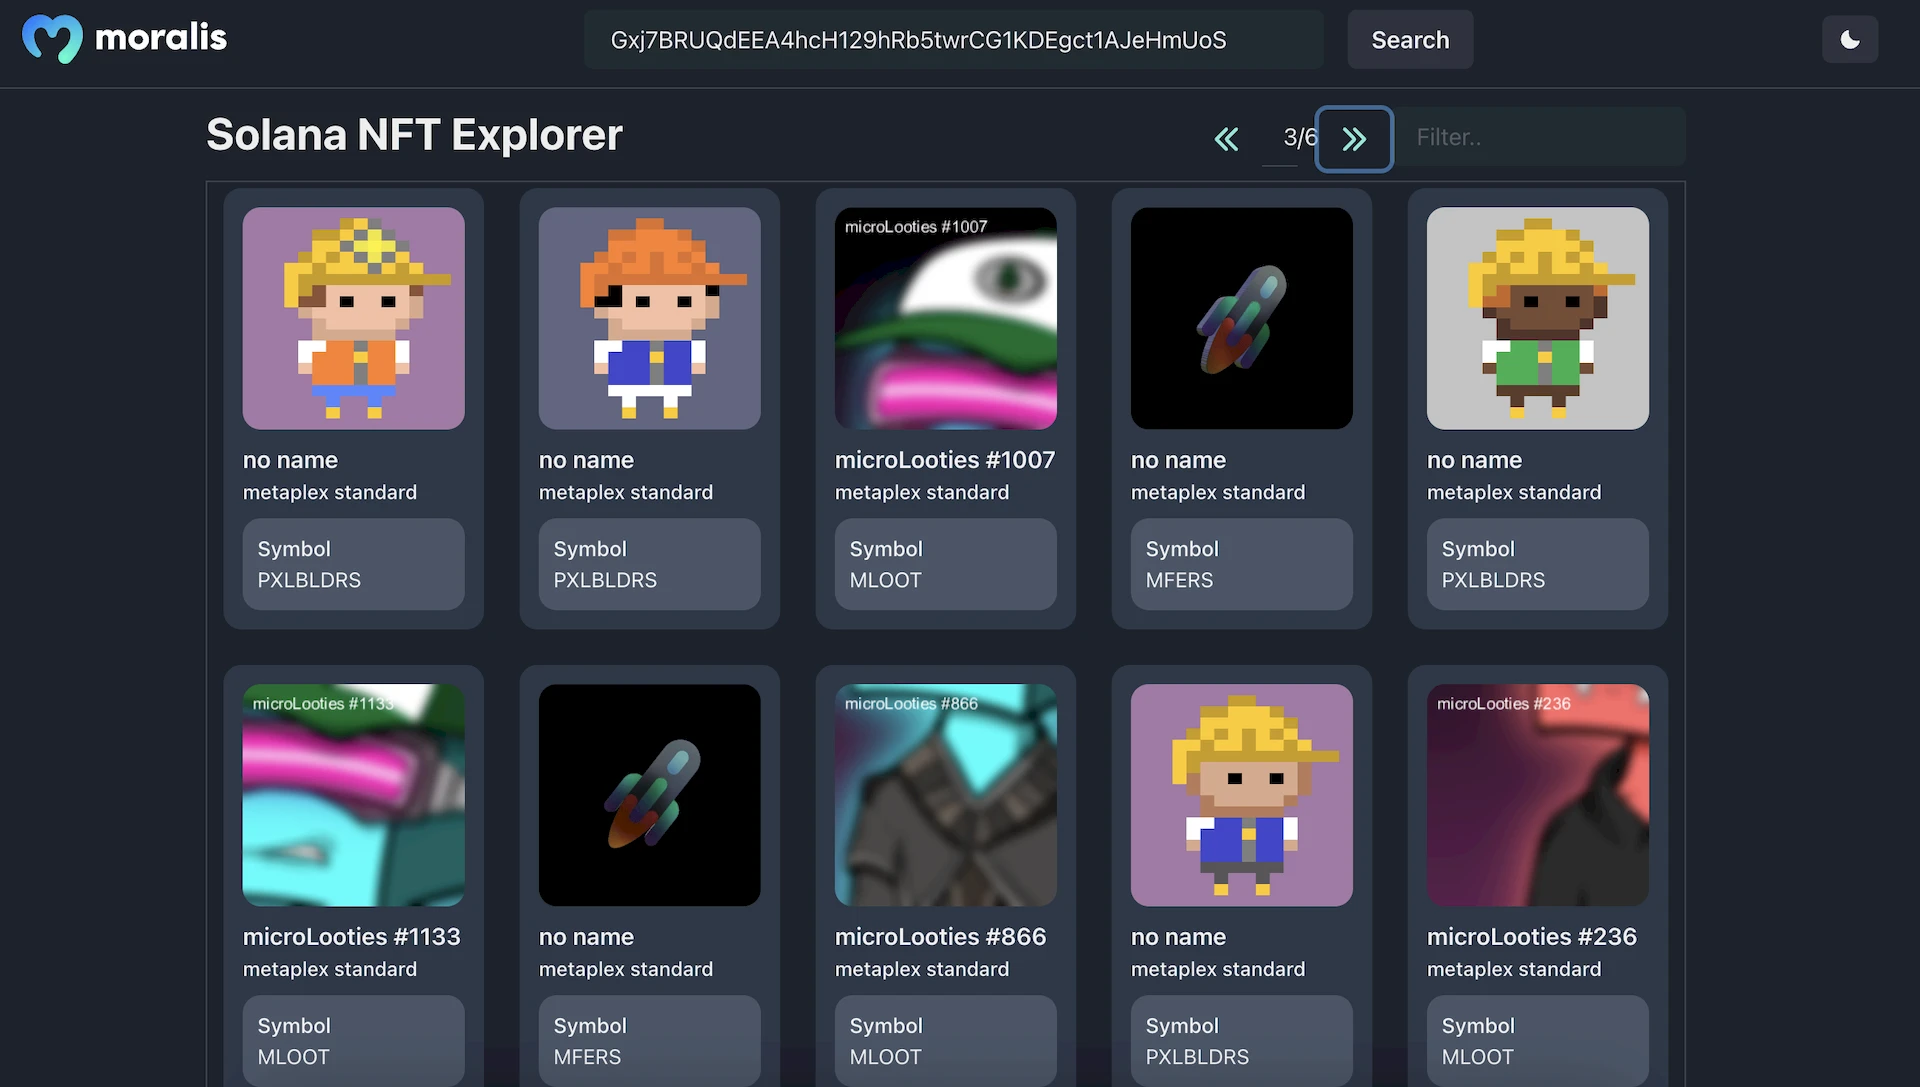 moralis
Gxj7BRUQdEEA4hcH129hRb5twrCG1KDEgct1AJeHmUoS
Search
Solana NFT Explorer
3/6
Filter..
microLooties #1007
no name
no name
microLooties #1007
no name
no name
metaplex standard
metaplex standard
metaplex standard
metaplex standard
metaplex standard
Symbol
Symbol
Symbol
Symbol
Symbol
PXLBLDRS
PXLBLDRS
MLOOT
MFERS
PXLBLDRS
microLooties #1133
microLooties #866
microLooties #236
microLooties #1133
no name
microLooties #866
no name
microLooties #236
metaplex standard
metaplex standard
metaplex standard
metaplex standard
metaplex standard
Symbol
Symbol
Symbol
Symbol
Symbol
MLOOT
MFERS
MLOOT
PXLBLDRS
MLOOT